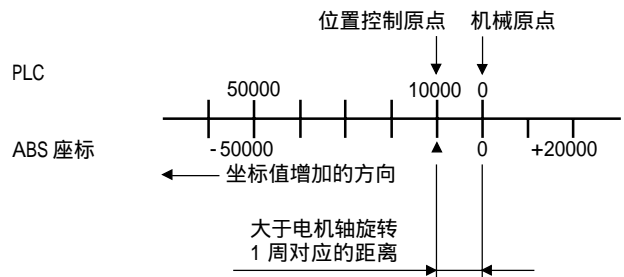 位置控制原点 机械原点
PLC
50000 10000 0
ABS 座标 -50000 0 +20000
坐标值增加的方向
大于电机轴旋转
1 周对应的距离